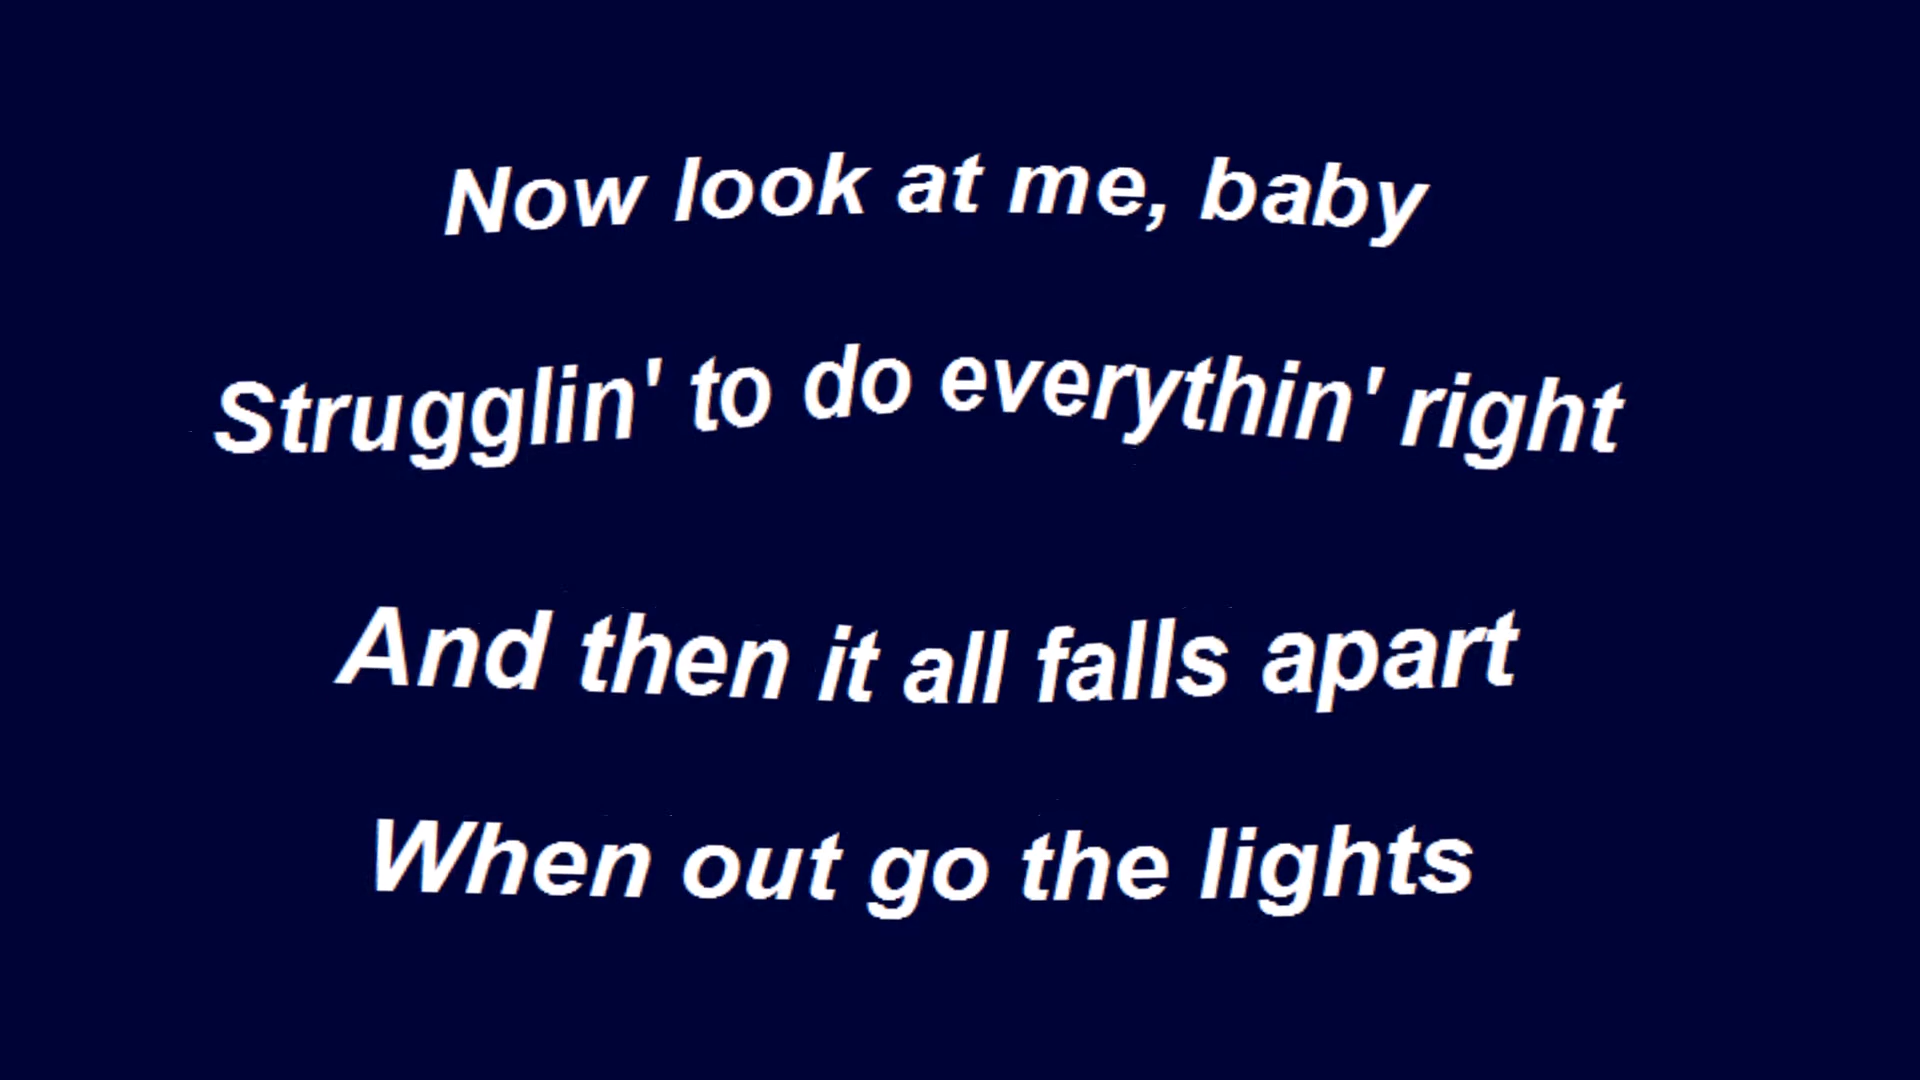 Now look at me, baby
Strugglin' to do everythin' right
And then it all falls apart
When out go the lights